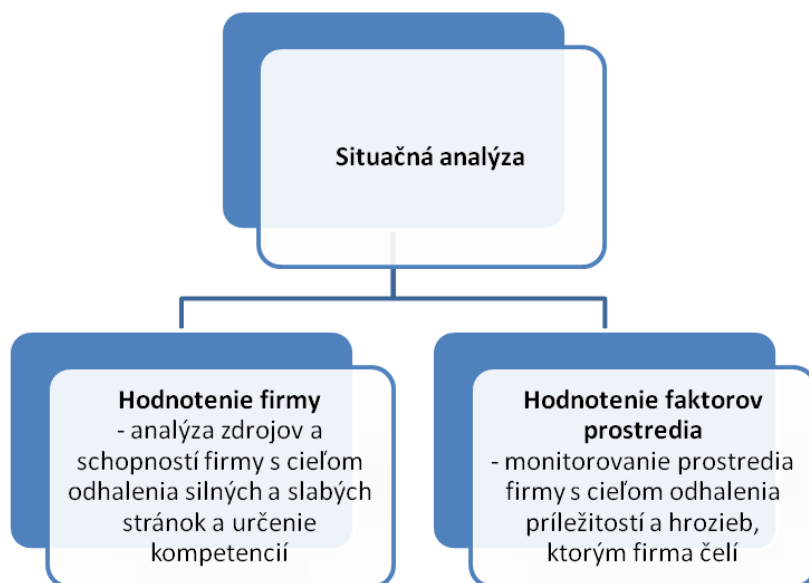 Situačná analýza
Hodnotenie firmy
- analýza zdrojov a
schopností firmy s cieľom
odhalenia silných a slabých
stránok a určenie
kompetencií
Hodnotenie faktorov
prostredia
- monitorovanie prostredia
firmy s cieľom odhalenia
príležitostí a hrozieb,
ktorým firma čelí